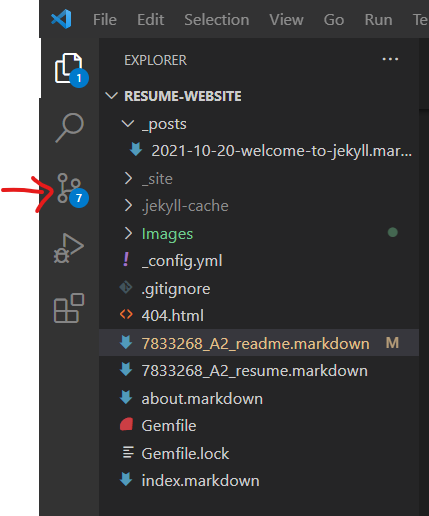 File Edit Selection View Go Run Te
EXPLORER ...
1
RESUME-WEBSITE
_posts
2021-10-20-welcome-to-jekyll.mar...
_site
7
.jekyll-cache
Images
! _config.yml
.gitignore
<> 404.html
7833268_A2_readme.markdown M
7833268_A2_resume.markdown
about.markdown
Gemfile
Gemfile.lock
index.markdown